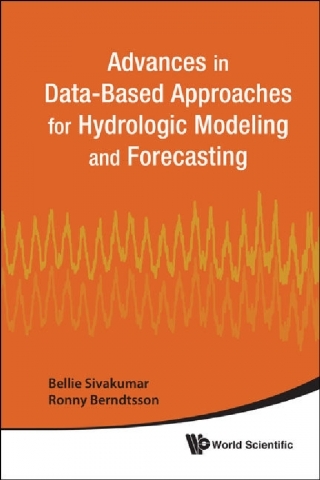 Advances in
Data-Based Approaches
for Hydrologic Modeling
and Forecasting
Bellie Sivakumar
Ronny Berndtsson
World Scientific